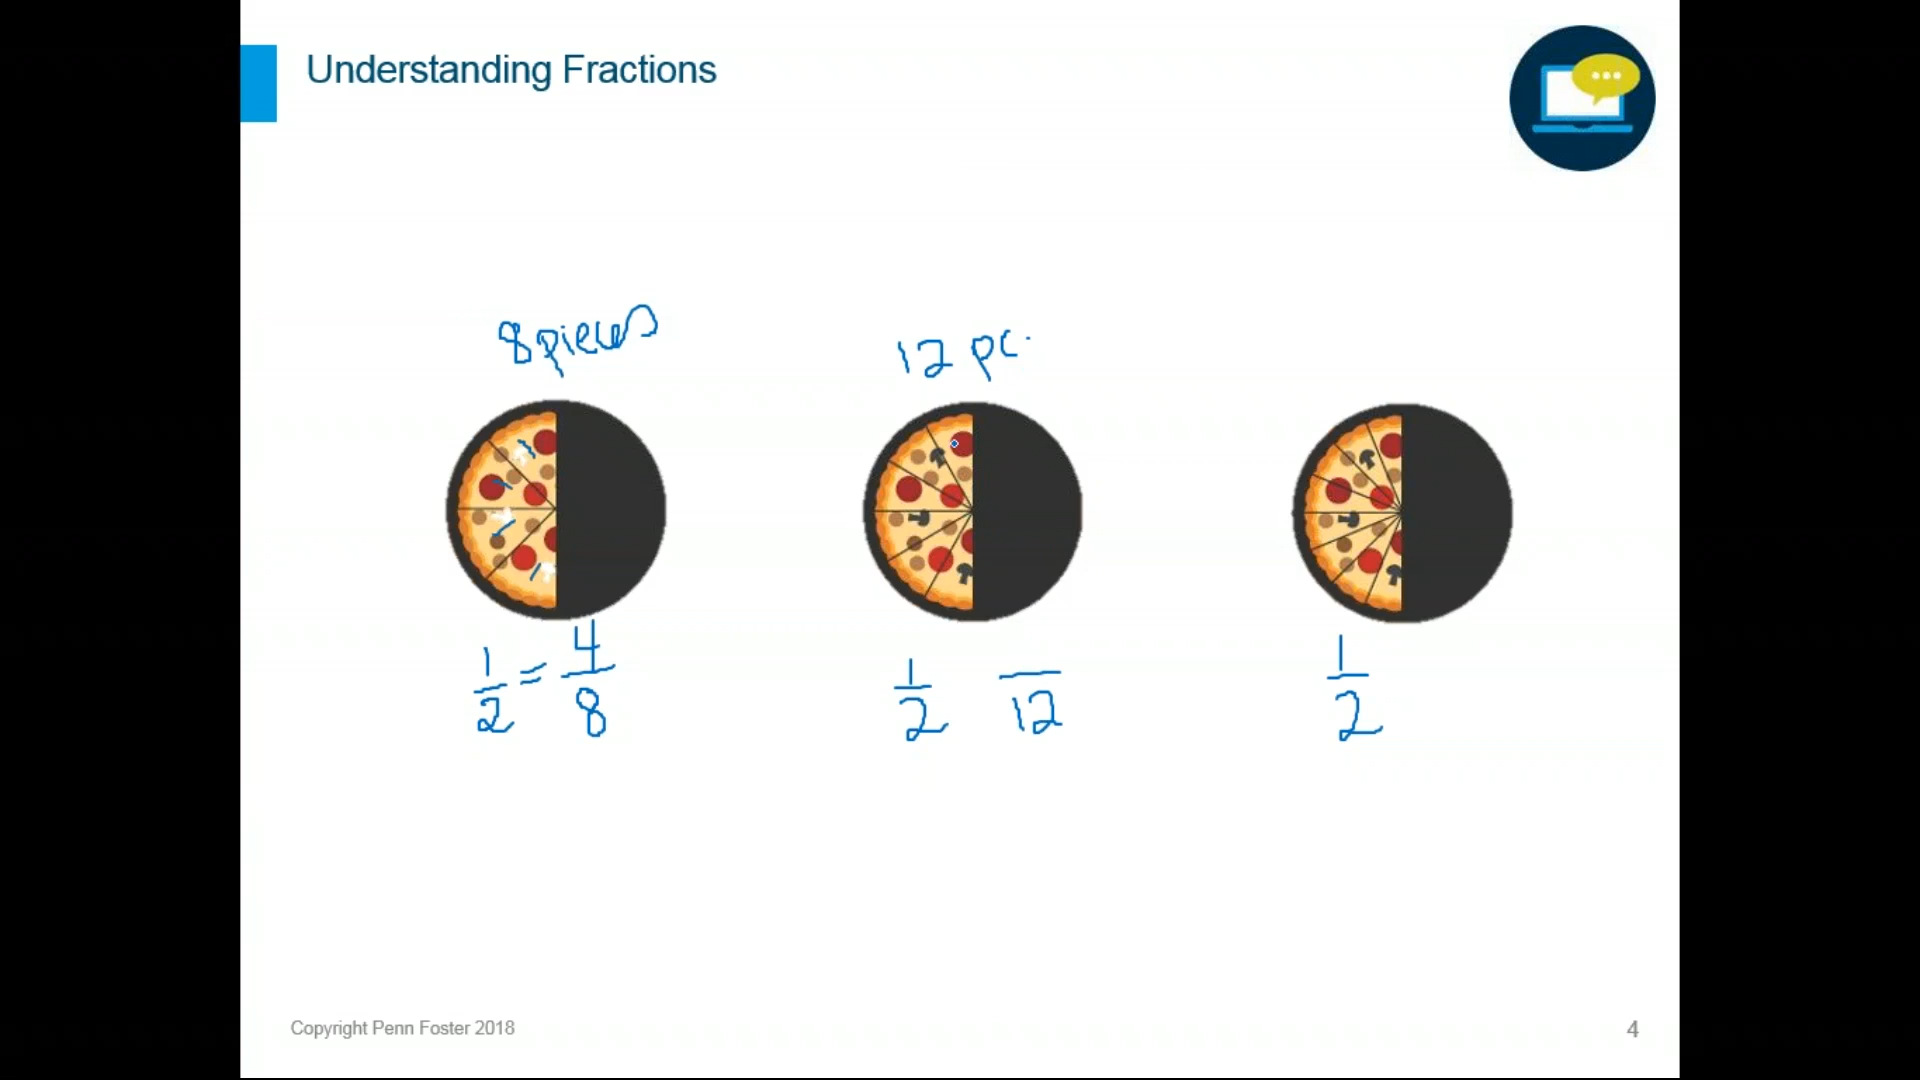 Understanding Fractions
8 pieces
12 pc.
1/2 = 4/8
1/2 /12
1/2
Copyright Penn Foster 2018
4